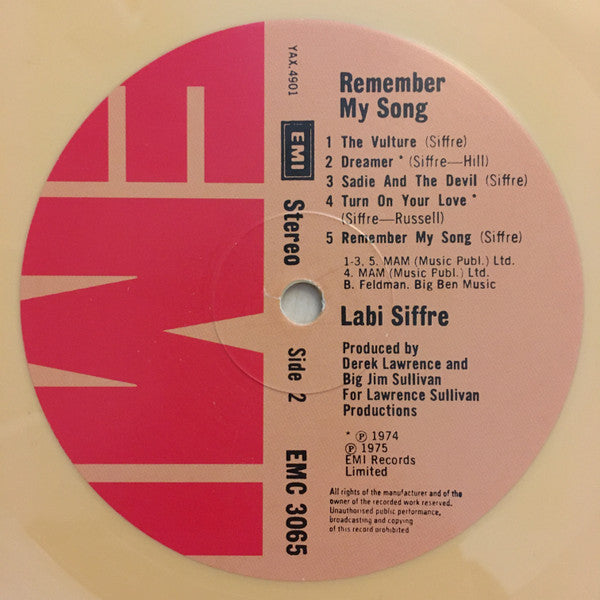 EMI
YAX.4901
EMI
Stereo
Side 2
EMC 3065
Remember
My Song
1 The Vulture (Siffre)
2 Dreamer * (Siffre—Hill)
3 Sadie And The Devil (Siffre)
4 Turn On Your Love *
(Siffre—Russell)
5 Remember My Song (Siffre)
1-3, 5. MAM (Music Publ.) Ltd.
4. MAM (Music Publ.) Ltd.
B. Feldman. Big Ben Music
Labi Siffre
Produced by
Derek Lawrence and
Big Jim Sullivan
For Lawrence Sullivan
Productions
* ℗ 1974
℗ 1975
EMI Records
Limited
All rights of the manufacturer and of the
owner of the recorded work reserved.
Unauthorised public performance,
broadcasting and copying
of this record prohibited